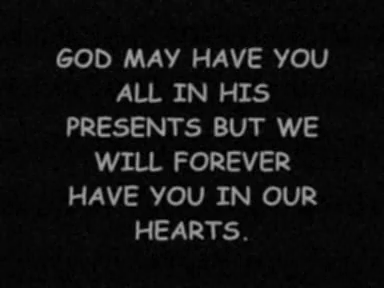 GOD MAY HAVE YOU
ALL IN HIS
PRESENTS BUT WE
WILL FOREVER
HAVE YOU IN OUR
HEARTS.